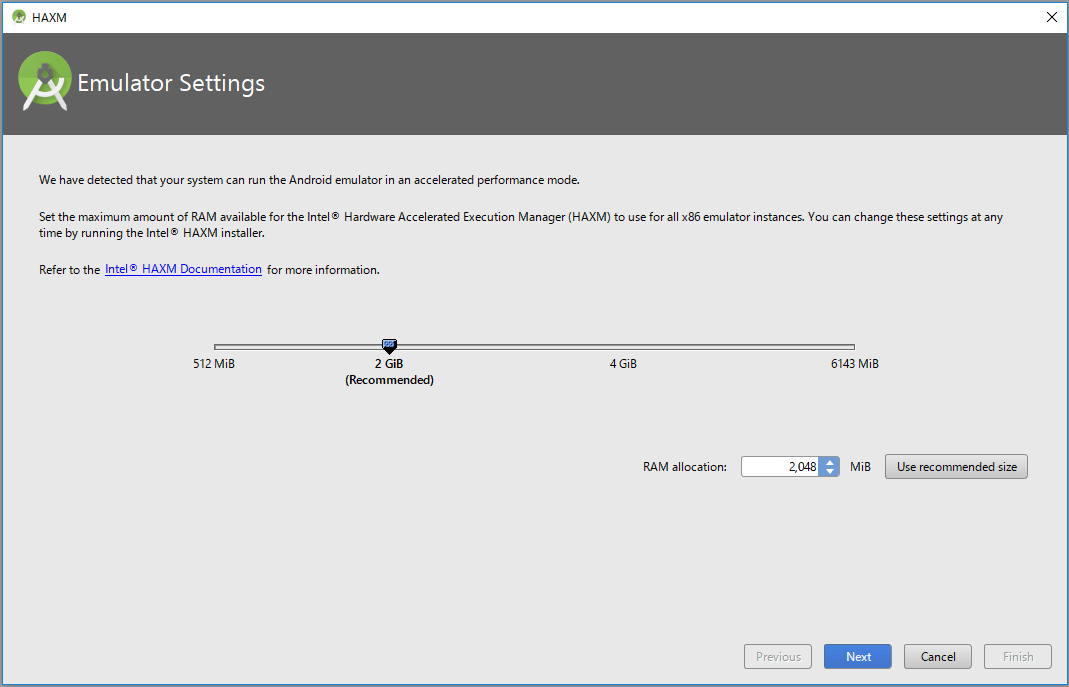 HAXM
Emulator Settings
We have detected that your system can run the Android emulator in an accelerated performance mode.
Set the maximum amount of RAM available for the Intel® Hardware Accelerated Execution Manager (HAXM) to use for all x86 emulator instances. You can change these settings at any
time by running the Intel® HAXM installer.
Refer to the Intel® HAXM Documentation for more information.
512 MiB 2 GiB 4 GiB 6143 MiB
(Recommended)
RAM allocation: 2,048 MiB Use recommended size
Previous Next Cancel Finish